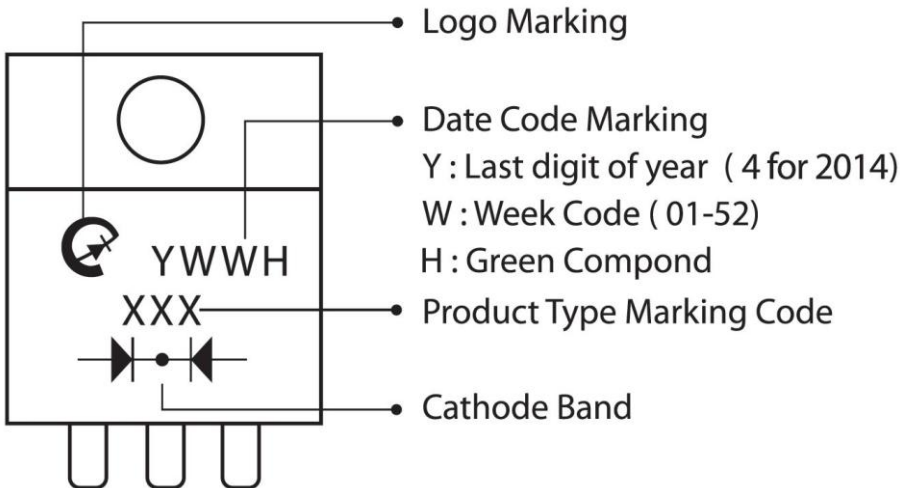 Logo Marking
Date Code Marking
Y : Last digit of year ( 4 for 2014)
W : Week Code ( 01-52)
H : Green Compond
YWWH
XXX
Product Type Marking Code
Cathode Band